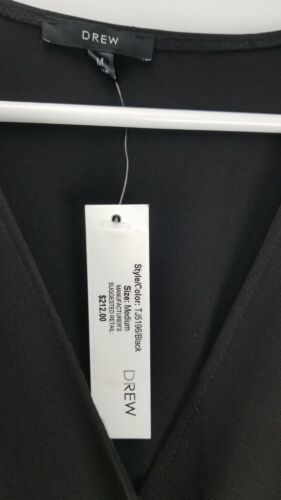 DREW
M
Style/Color: TJ5196/Black
Size: Medium
MANUFACTURER'S
SUGGESTED RETAIL:
$212.00
DREW